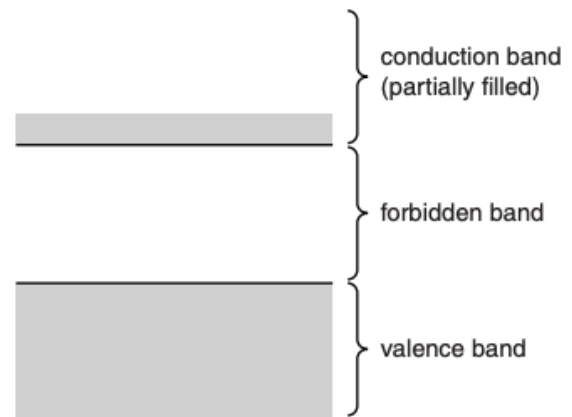 conduction band
(partially filled)
forbidden band
valence band